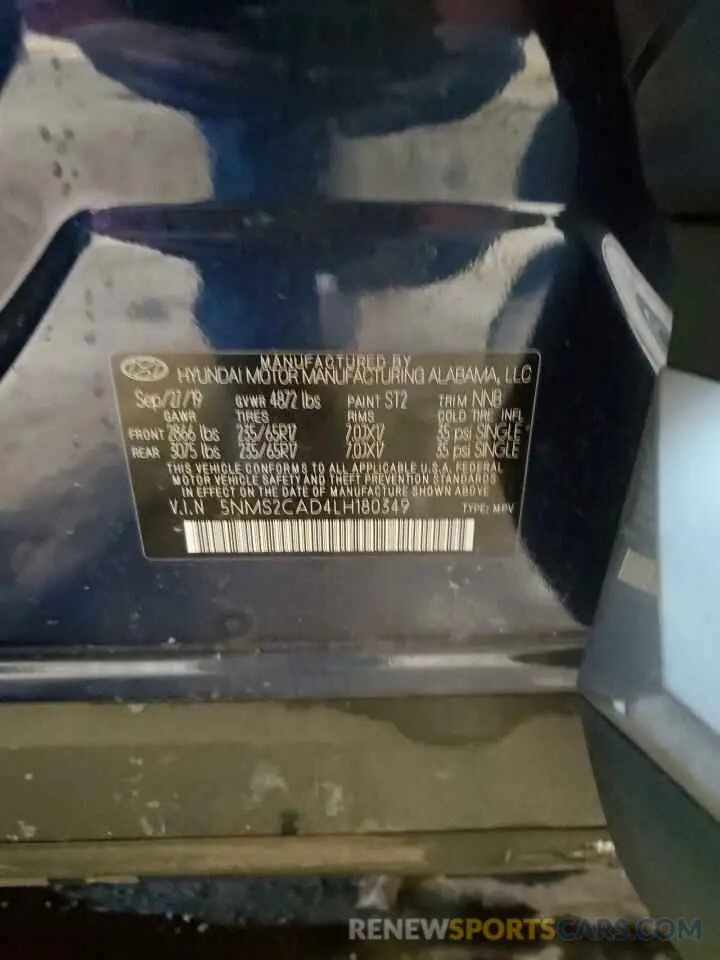 MANUFACTURED BY
HYUNDAI MOTOR MANUFACTURING ALABAMA, LLC
Sep/27/19 GVWR 4872 lbs PAINT ST2 TRIM NNB
GAWR TIRES RIMS COLD TIRE INFL
FRONT 2866 lbs 235/65R17 7.0JX17 35 psi SINGLE
REAR 3075 lbs 235/65R17 7.0JX17 35 psi SINGLE
THIS VEHICLE CONFORMS TO ALL APPLICABLE U.S.A. FEDERAL
MOTOR VEHICLE SAFETY AND THEFT PREVENTION STANDARDS
IN EFFECT ON THE DATE OF MANUFACTURE SHOWN ABOVE
V.I.N 5NMS2CAD4LH180349 TYPE: MPV
RENEWSPORTSCARS.COM